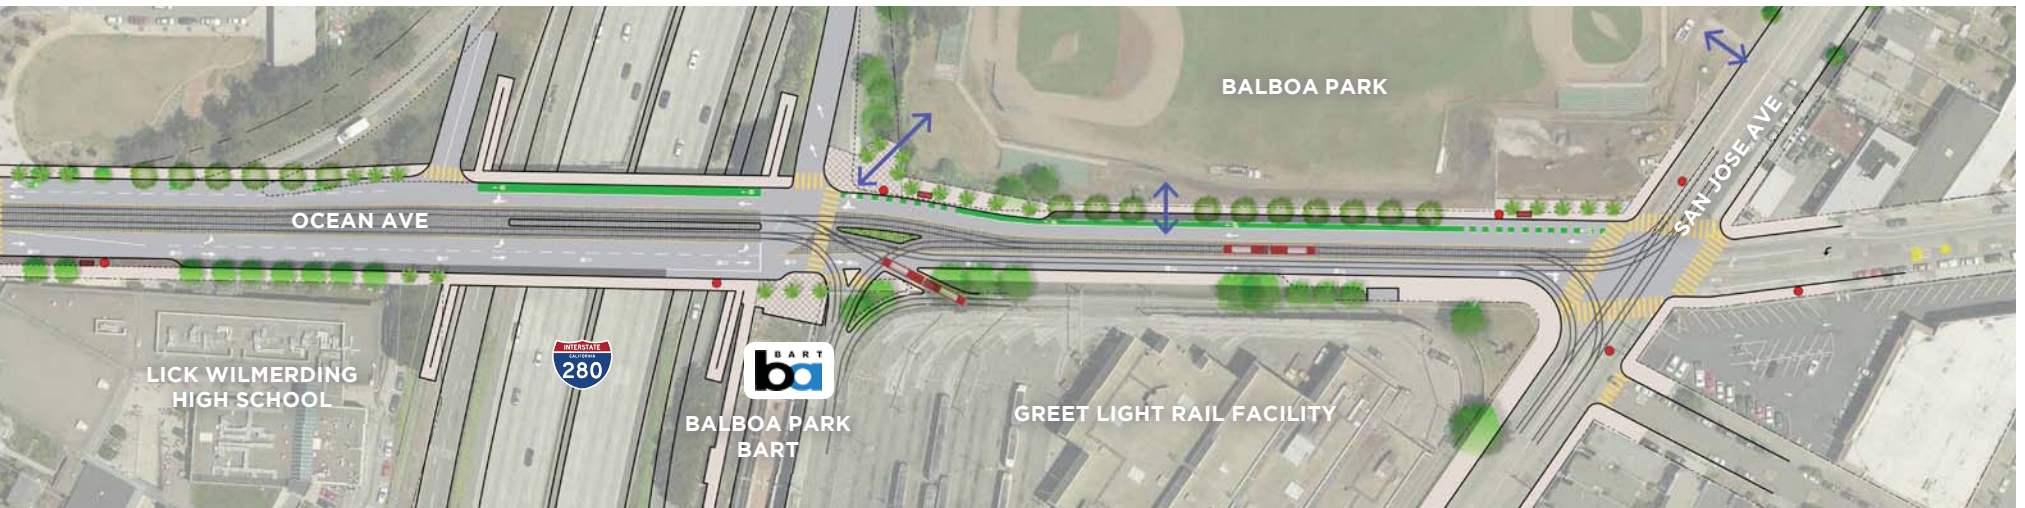 BALBOA PARK
SAN JOSE AVE
OCEAN AVE
INTERSTATE
CALIFORNIA
280
BART
ba
LICK WILMERDING
HIGH SCHOOL
BALBOA PARK
BART
GREET LIGHT RAIL FACILITY